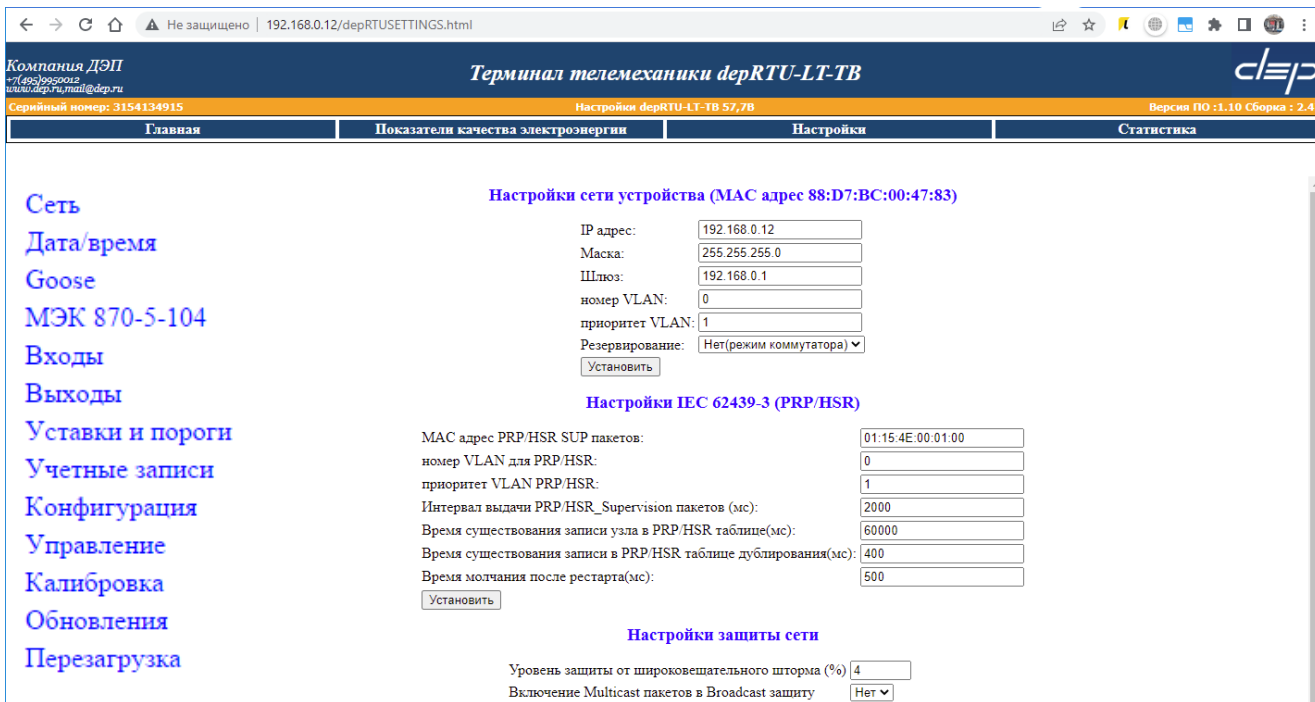 Не защищено | 192.168.0.12/depRTUSETTINGS.html
Компания ДЭП
+7(495)9950012
www.dep.ru,mail@dep.ru
Терминал телемеханики depRTU-LT-TB
dep
Серийный номер: 3154134915 Настройки depRTU-LT-TB 57,7В Версия ПО :1.10 Сборка : 2.4
Главная Показатели качества электроэнергии Настройки Статистика
Сеть
Дата/время
Goose
МЭК 870-5-104
Входы
Выходы
Уставки и пороги
Учетные записи
Конфигурация
Управление
Калибровка
Обновления
Перезагрузка
Настройки сети устройства (MAC адрес 88:D7:BC:00:47:83)
IP адрес: 192.168.0.12
Маска: 255.255.255.0
Шлюз: 192.168.0.1
номер VLAN: 0
приоритет VLAN: 1
Резервирование: Нет(режим коммутатора)
Установить
Настройки IEC 62439-3 (PRP/HSR)
MAC адрес PRP/HSR SUP пакетов: 01:15:4E:00:01:00
номер VLAN для PRP/HSR: 0
приоритет VLAN PRP/HSR: 1
Интервал выдачи PRP/HSR_Supervision пакетов (мс): 2000
Время существования записи узла в PRP/HSR таблице(мс): 60000
Время существования записи в PRP/HSR таблице дублирования(мс): 400
Время молчания после рестарта(мс): 500
Установить
Настройки защиты сети
Уровень защиты от широковещательного шторма (%) 4
Включение Multicast пакетов в Broadcast защиту Нет